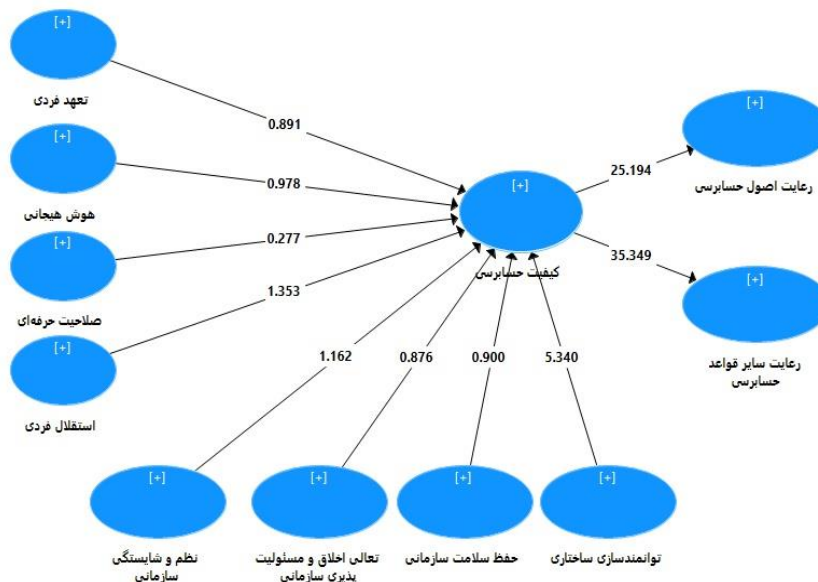 [+]
تعهد فردی
[+]
هوش هیجانی
[+]
صلاحیت حرفه‌ای
[+]
استقلال فردی
0.891
0.978
0.277
1.353
[+]
کیفیت حسابرسی
25.194
35.349
[+]
رعایت اصول حسابرسی
[+]
رعایت سایر قواعد
حسابرسی
1.162
0.876
0.900
5.340
[+]
نظم و شایستگی
سازمانی
[+]
تعالی اخلاق و مسئولیت
پذیری سازمانی
[+]
حفظ سلامت سازمانی
[+]
توانمندسازی ساختاری